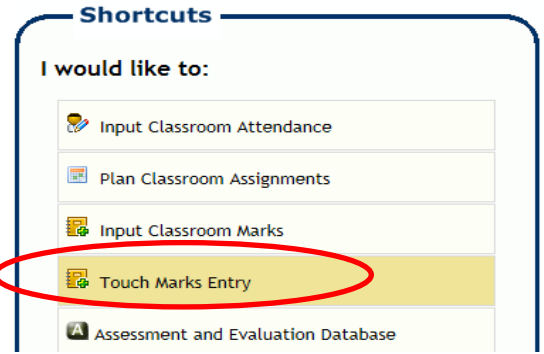 Shortcuts
I would like to:
Input Classroom Attendance
Plan Classroom Assignments
Input Classroom Marks
Touch Marks Entry
A Assessment and Evaluation Database